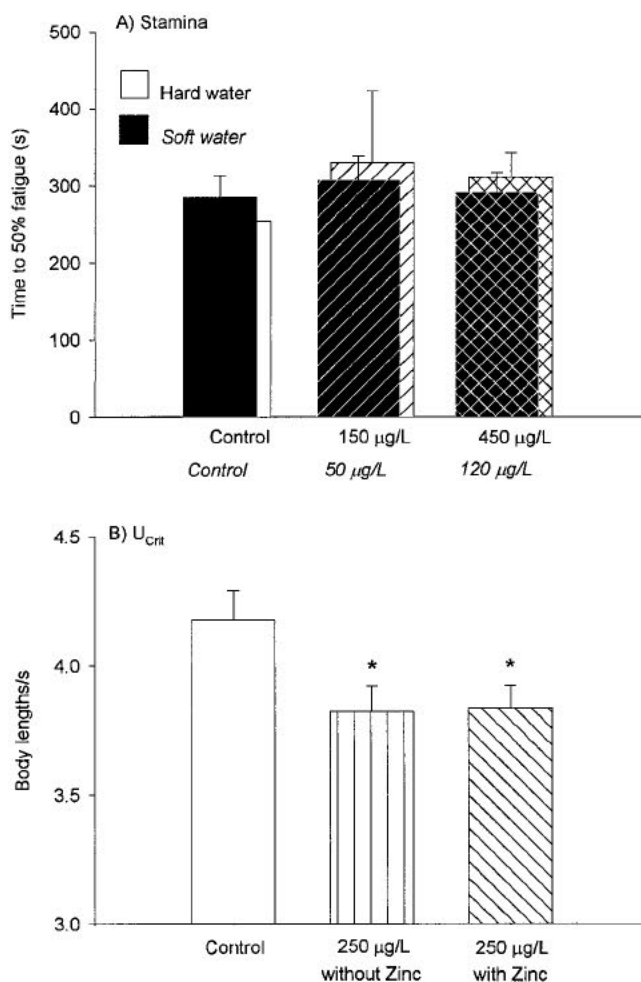 A) Stamina
500
Hard water
Soft water
400
300
200
100
0
Time to 50% fatigue (s)
Control 150 µg/L 450 µg/L
Control 50 µg/L 120 µg/L
B) U_Crit
4.5
4.0
3.5
3.0
Body lengths/s
* *
Control 250 µg/L 250 µg/L
without Zinc with Zinc